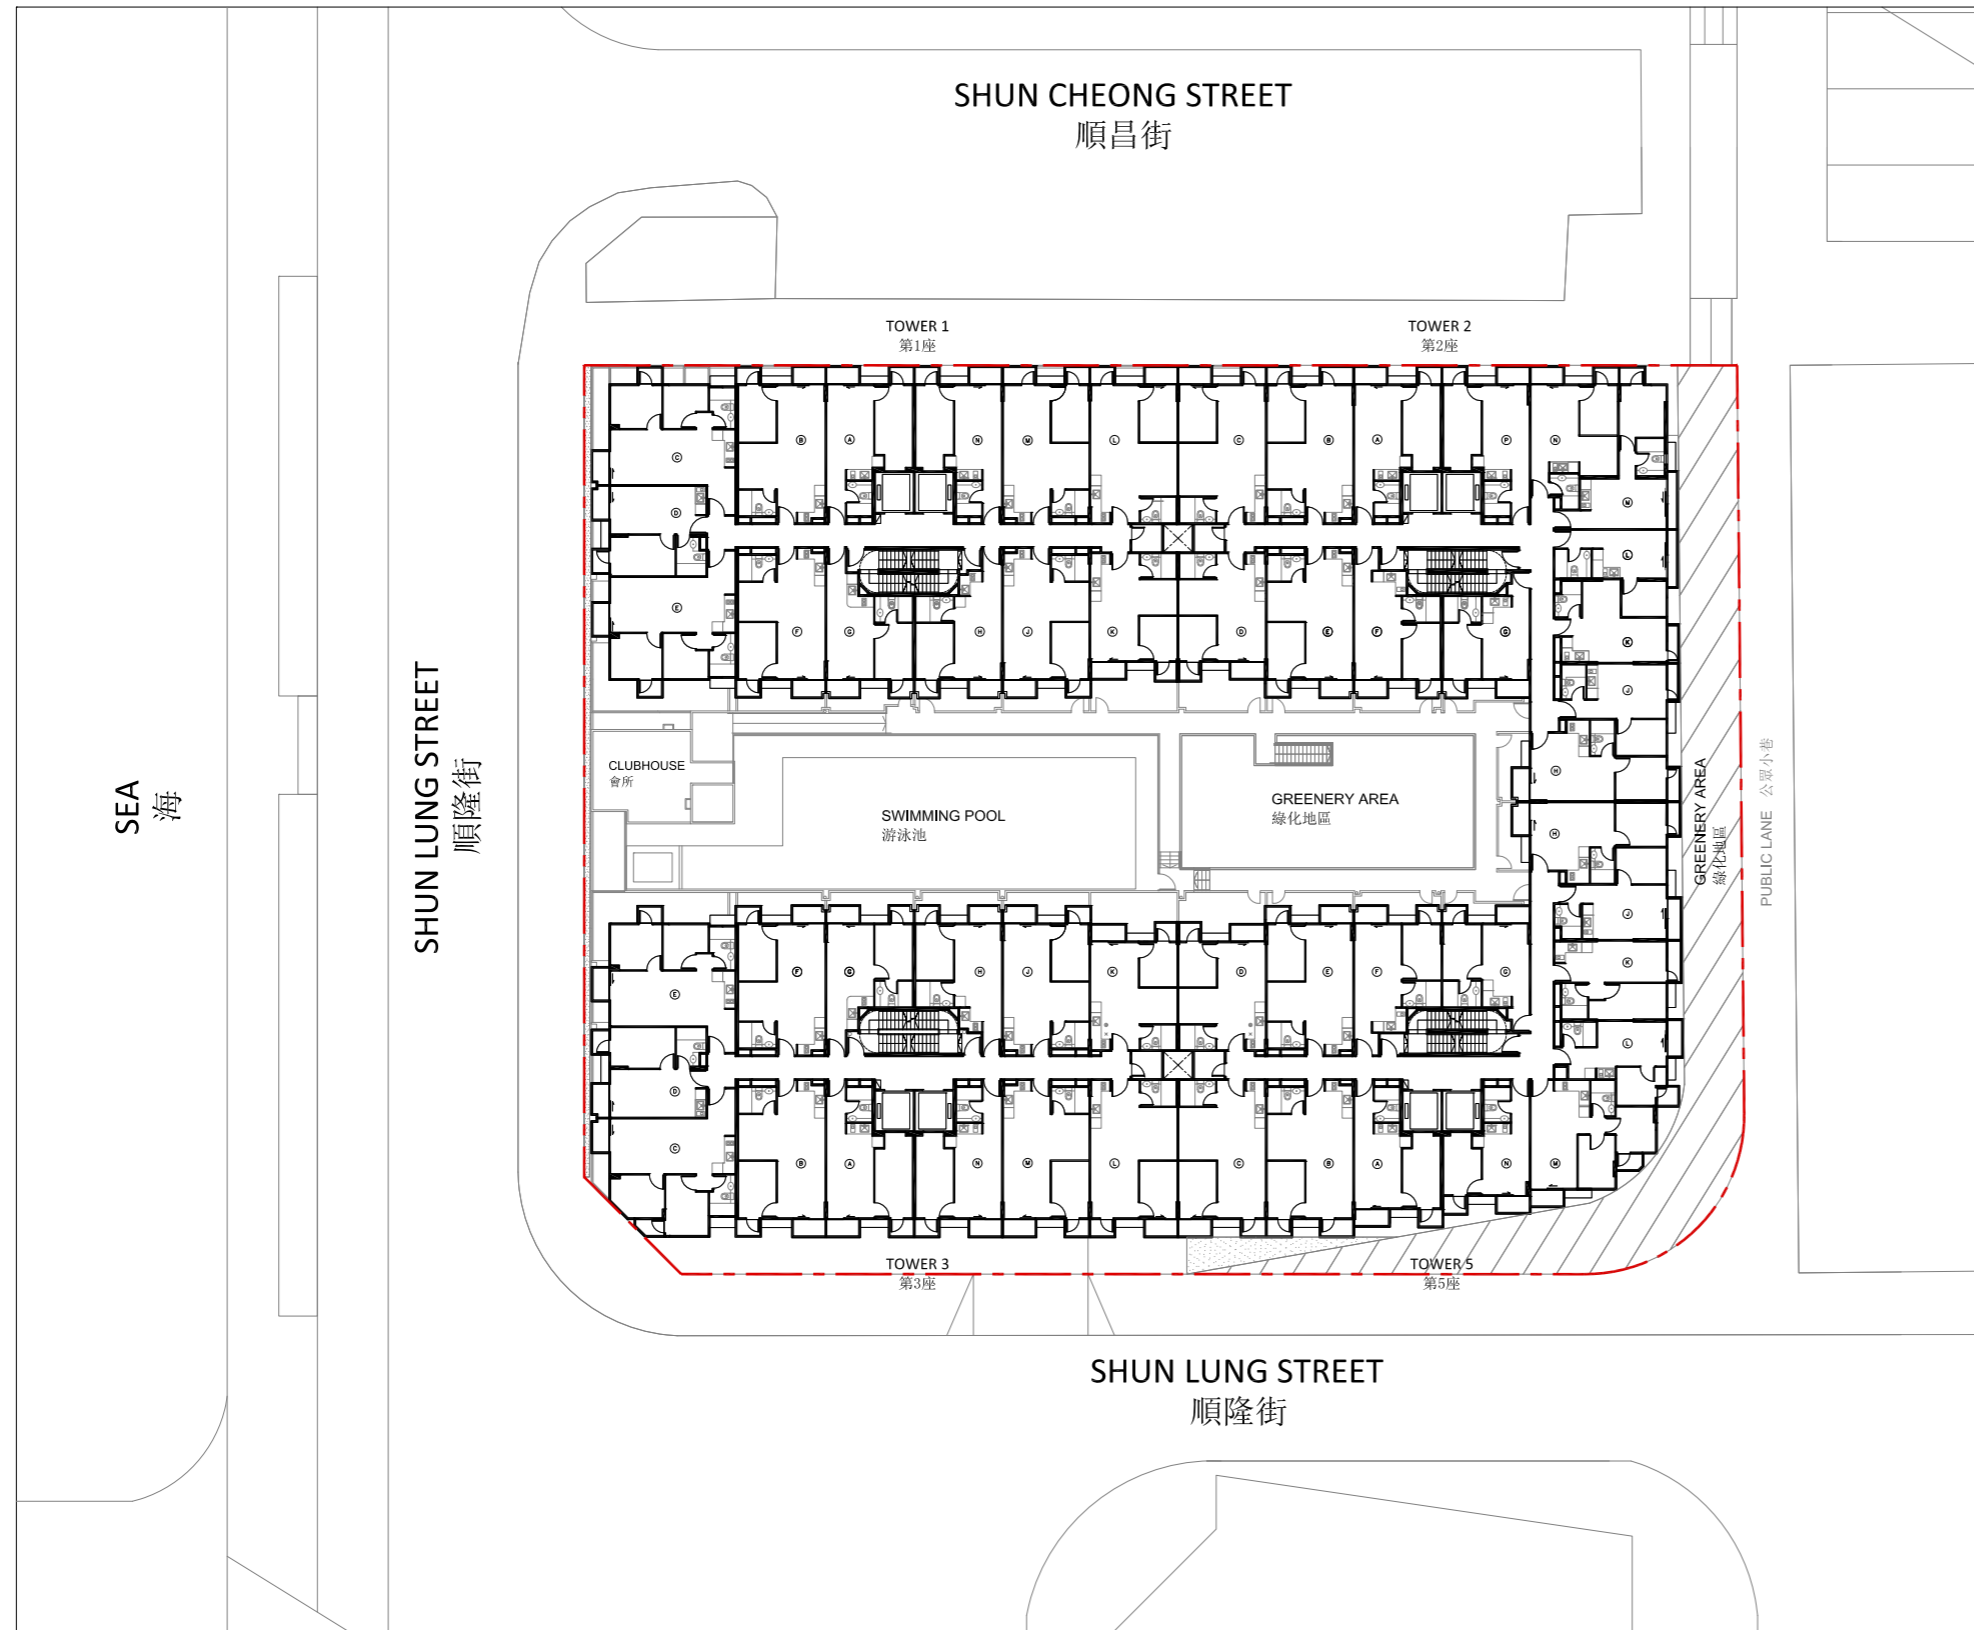 SHUN CHEONG STREET
順昌街
TOWER 1
第1座
TOWER 2
第2座
C
B
A
N
M
L
C
B
A
P
N
D
M
L
E
F
G
H
J
K
D
E
F
G
K
J
SEA
海
SHUN LUNG STREET
順隆街
CLUBHOUSE
會所
SWIMMING POOL
游泳池
GREENERY AREA
綠化地區
H
H
GREENERY AREA
綠化地區
PUBLIC LANE 公眾小巷
J
E
F
G
H
J
K
D
E
F
G
K
L
D
C
B
A
N
M
L
C
B
A
N
M
TOWER 3
第3座
TOWER 5
第5座
SHUN LUNG STREET
順隆街